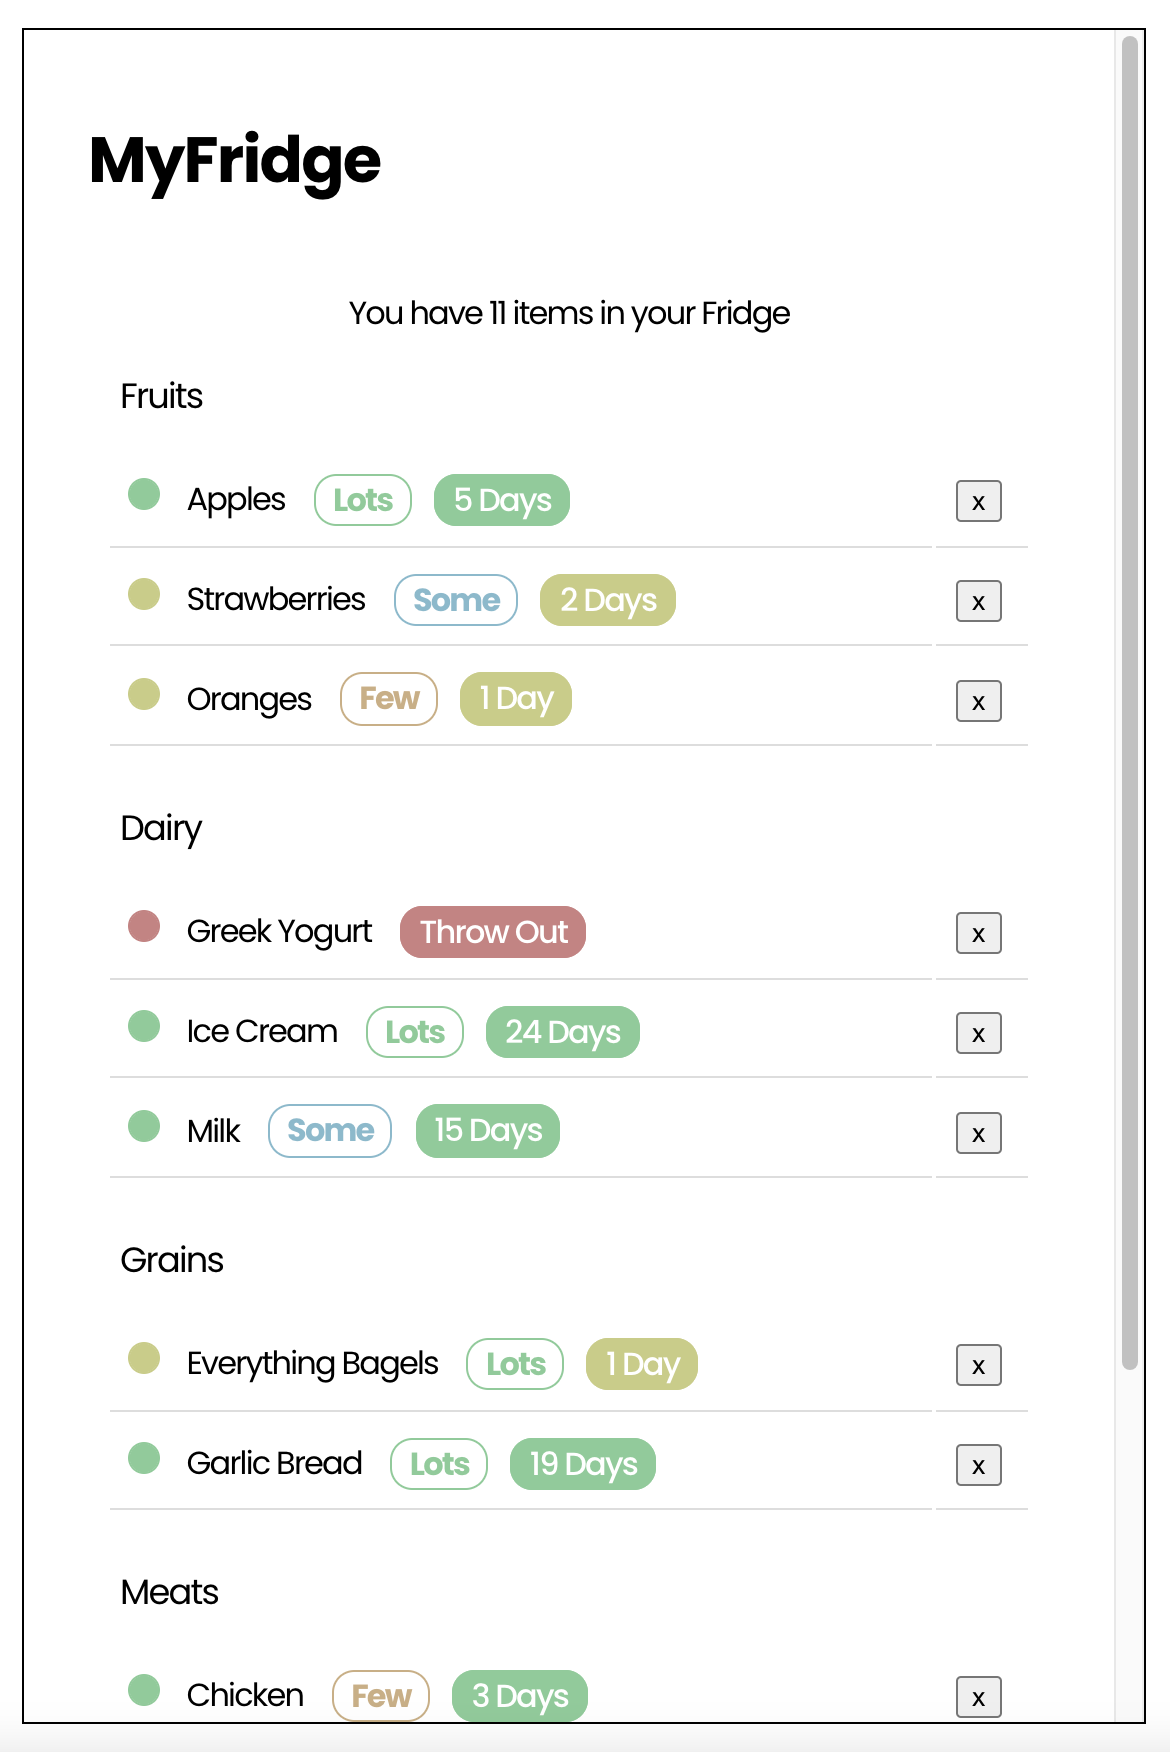 MyFridge
You have 11 items in your Fridge
Fruits
Apples Lots 5 Days x
Strawberries Some 2 Days x
Oranges Few 1 Day x
Dairy
Greek Yogurt Throw Out x
Ice Cream Lots 24 Days x
Milk Some 15 Days x
Grains
Everything Bagels Lots 1 Day x
Garlic Bread Lots 19 Days x
Meats
Chicken Few 3 Days x